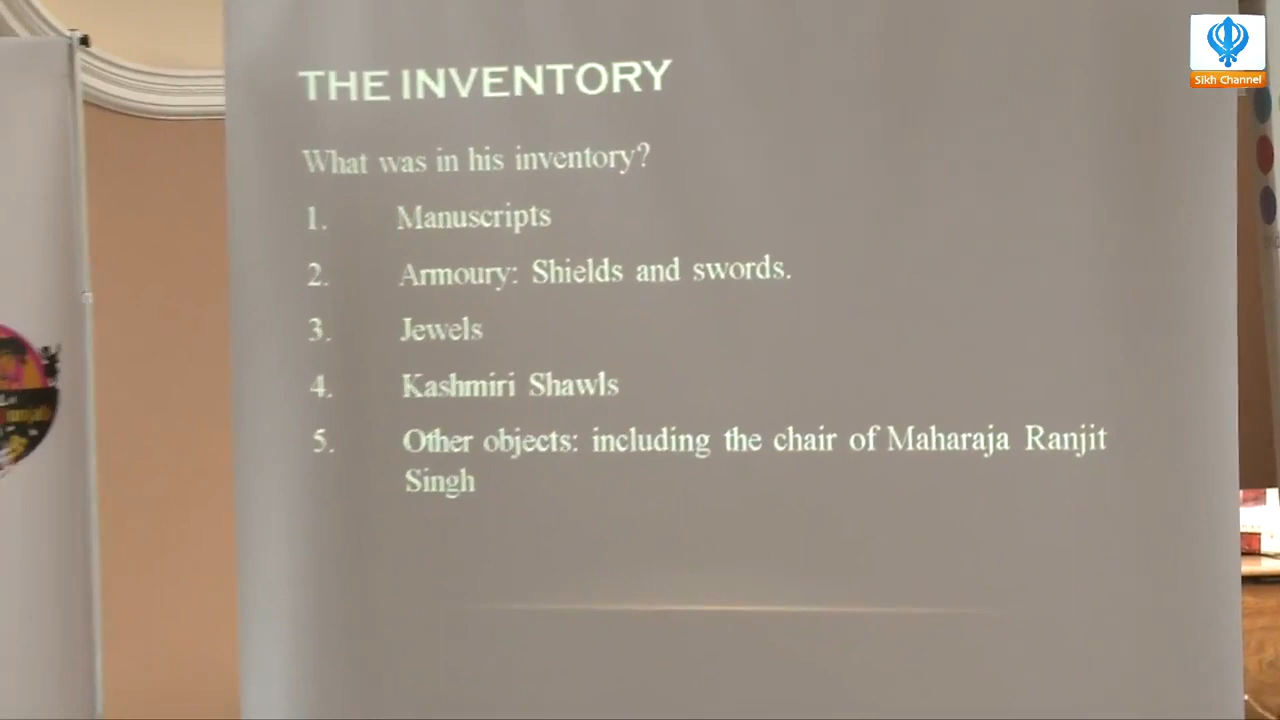 Sikh Channel
THE INVENTORY
What was in his inventory?
1. Manuscripts
2. Armoury: Shields and swords.
3. Jewels
4. Kashmiri Shawls
5. Other objects: including the chair of Maharaja Ranjit
Singh